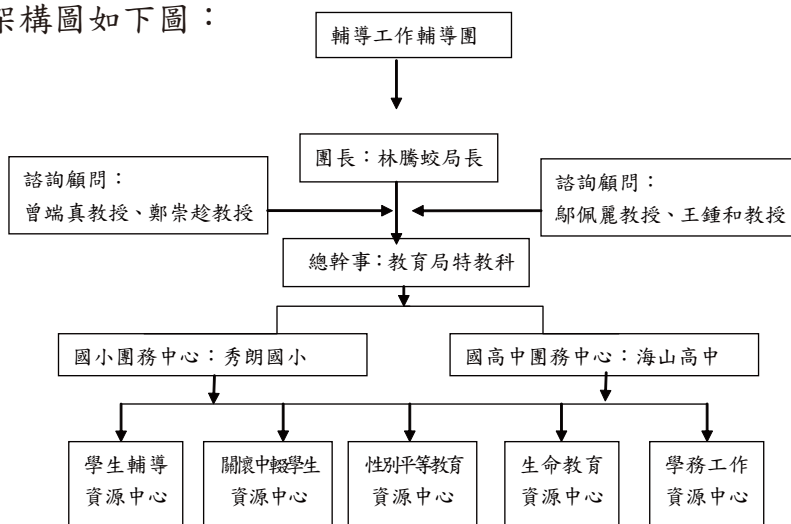 架構圖如下圖：
輔導工作輔導團
團長：林騰蛟局長
諮詢顧問：
曾端真教授、鄭崇趁教授
諮詢顧問：
鄔佩麗教授、王鍾和教授
總幹事：教育局特教科
國小團務中心：秀朗國小
國高中團務中心：海山高中
學生輔導
資源中心
關懷中輟學生
資源中心
性別平等教育
資源中心
生命教育
資源中心
學務工作
資源中心